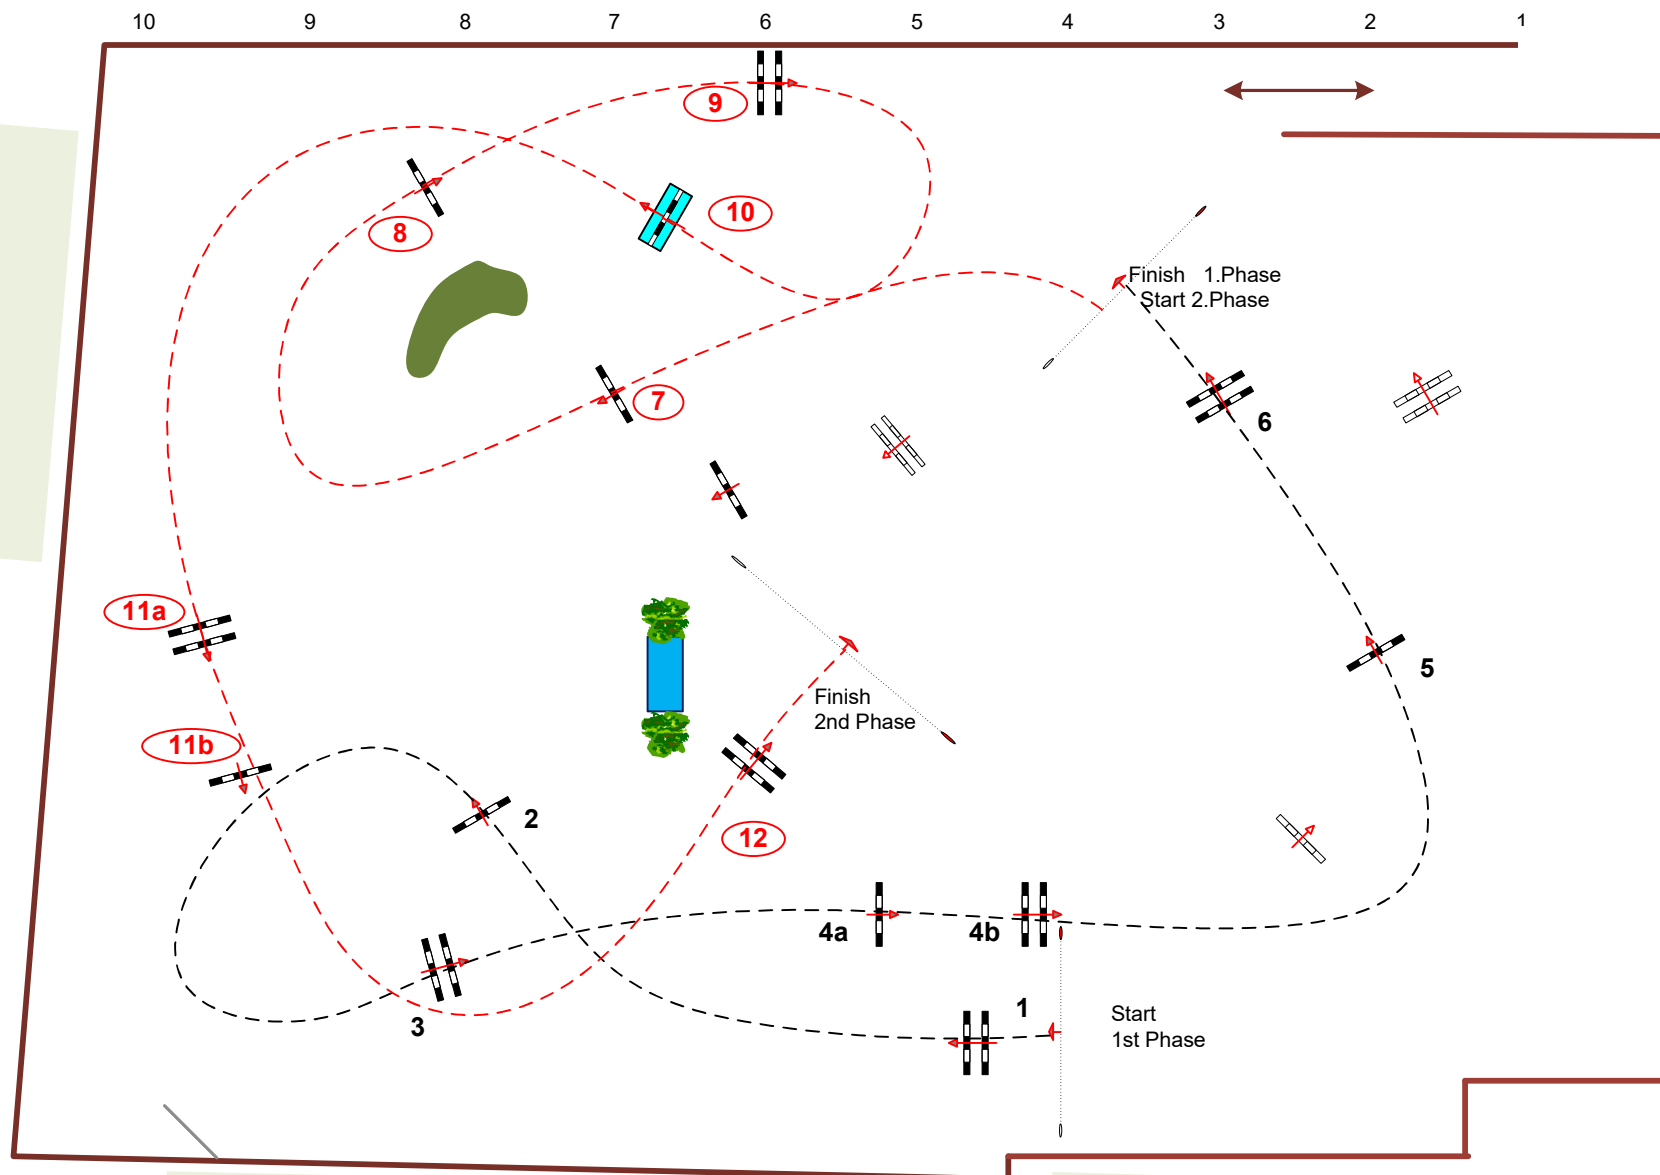 10 9 8 7 6 5 4 3 2 1
9
8
10
Finish 1.Phase
Start 2.Phase
7
6
11a
5
Finish
2nd Phase
11b
2
12
4a
4b
1
3
Start
1st Phase